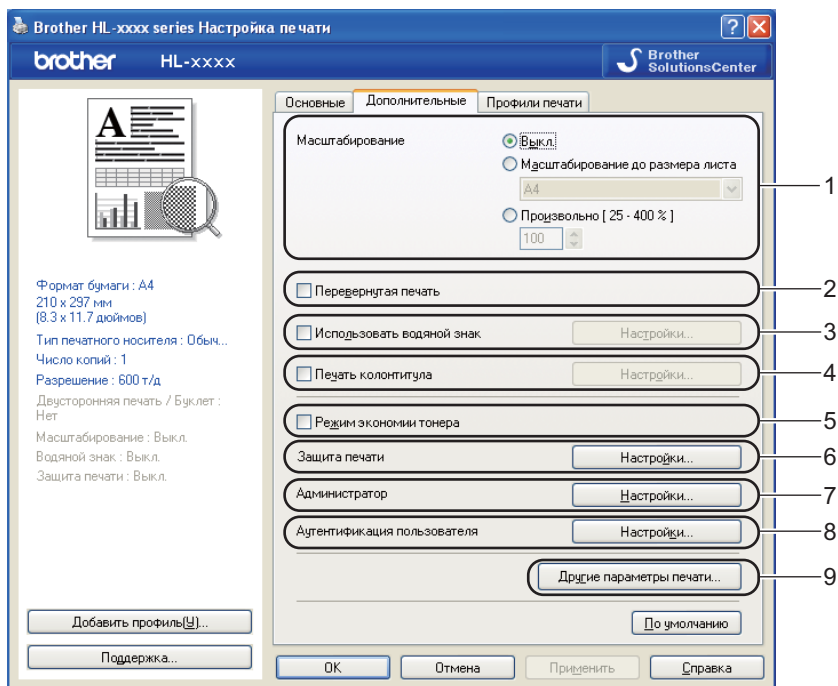 Brother HL-xxxx series Настройка печати
brother HL-xxxx
Brother
SolutionsCenter
A
Формат бумаги : A4
210 x 297 мм
(8.3 x 11.7 дюймов)
Тип печатного носителя : Обыч...
Число копий : 1
Разрешение : 600 т/д
Двусторонняя печать / Буклет :
Нет
Масштабирование : Выкл.
Водяной знак : Выкл.
Защита печати : Выкл.
Добавить профиль(У)...
Поддержка...
Основные Дополнительные Профили печати
Масштабирование
Выкл.
Масштабирование до размера листа
A4
Произвольно [ 25 - 400 % ]
100
1
Перевернутая печать
2
Использовать водяной знак Настройки...
3
Печать колонтитула Настройки...
4
Режим экономии тонера
5
Защита печати Настройки...
6
Администратор Настройки...
7
Аутентификация пользователя Настройки...
8
Другие параметры печати...
9
По умолчанию
OK Отмена Применить Справка